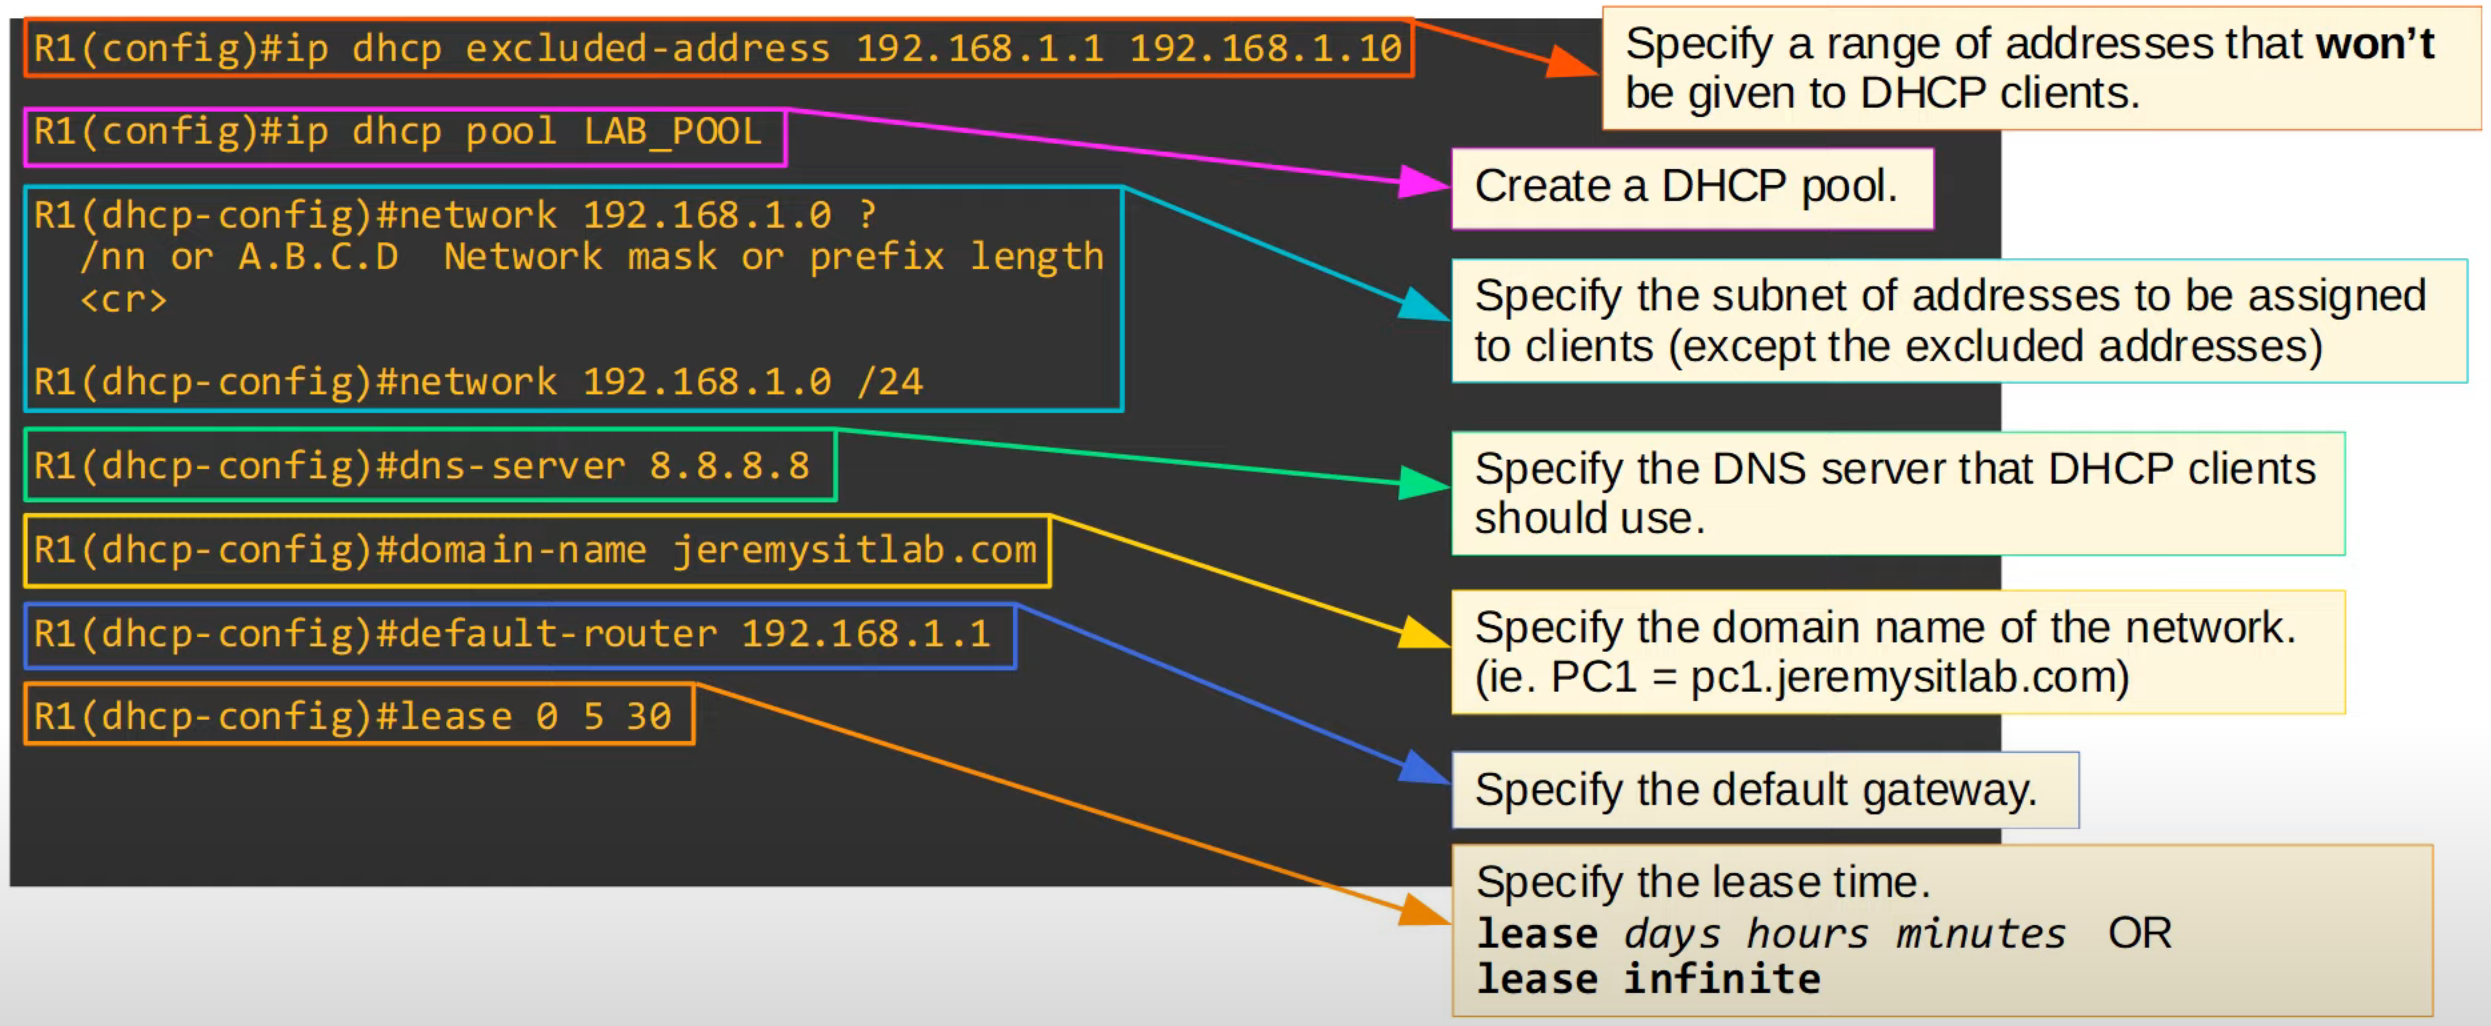 R1(config)#ip dhcp excluded-address 192.168.1.1 192.168.1.10
Specify a range of addresses that won’t
be given to DHCP clients.
R1(config)#ip dhcp pool LAB_POOL
Create a DHCP pool.
R1(dhcp-config)#network 192.168.1.0 ?
/nn or A.B.C.D  Network mask or prefix length
<cr>
R1(dhcp-config)#network 192.168.1.0 /24
Specify the subnet of addresses to be assigned
to clients (except the excluded addresses)
R1(dhcp-config)#dns-server 8.8.8.8
Specify the DNS server that DHCP clients
should use.
R1(dhcp-config)#domain-name jeremysitlab.com
Specify the domain name of the network.
(ie. PC1 = pc1.jeremysitlab.com)
R1(dhcp-config)#default-router 192.168.1.1
Specify the default gateway.
R1(dhcp-config)#lease 0 5 30
Specify the lease time.
lease days hours minutes OR
lease infinite